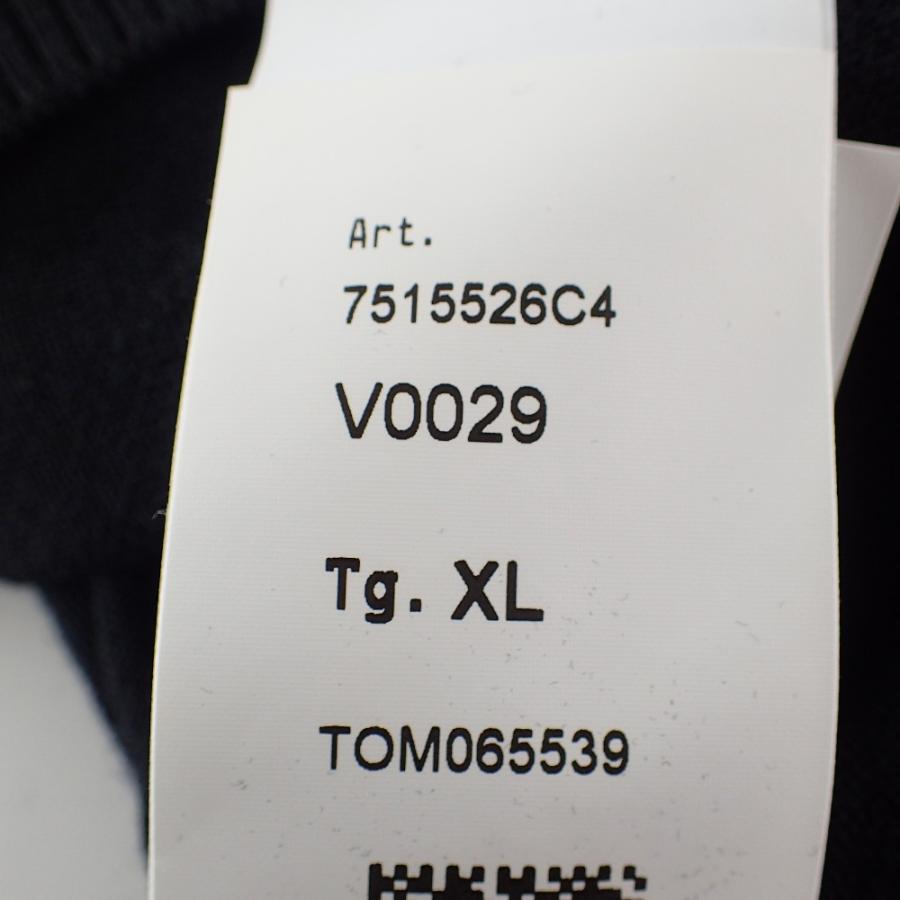 Art.
7515526C4
V0029
Tg. XL
TOM065539